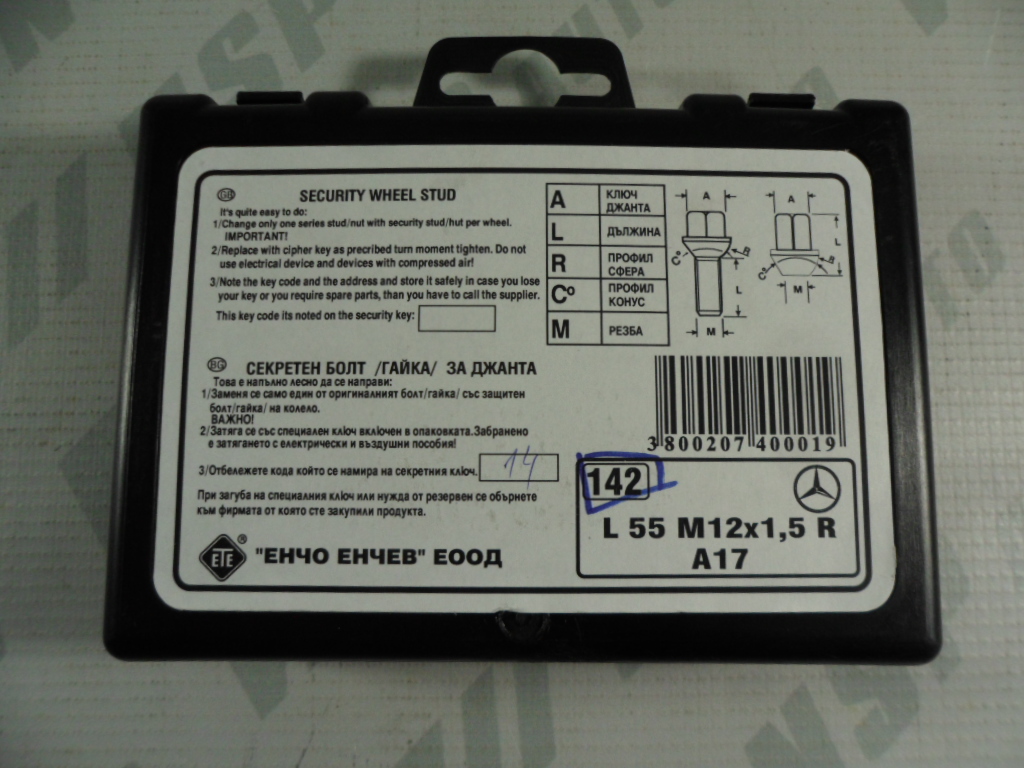 GB SECURITY WHEEL STUD
It's quite easy to do:
1/Change only one series stud/nut with security stud/hut per wheel.
IMPORTANT!
2/Replace with cipher key as precribed turn moment tighten. Do not
use electrical device and devices with compressed air!
3/Note the key code and the address and store it safely in case you lose
your key or you require spare parts, than you have to call the supplier.
This key code its noted on the security key:
A КЛЮЧ ДЖАНТА
L ДЪЛЖИНА
R ПРОФИЛ СФЕРА
C° ПРОФИЛ КОНУС
M РЕЗБА
A
R
C°
L
M
A
L
R
C°
M
BG СЕКРЕТЕН БОЛТ /ГАЙКА/ ЗА ДЖАНТА
Това е напълно лесно да се направи:
1/Заменя се само един от оригиналният болт/гайка/ със защитен
болт/гайка/ на колело.
ВАЖНО!
2/Затяга се със специален ключ включен в опаковката.Забранено
е затягането с електрически и въздушни пособия!
3/Отбележете кода който се намира на секретния ключ. 14
При загуба на специалния ключ или нужда от резервен се обърнете
към фирмата от която сте закупили продукта.
ETE ® "ЕНЧО ЕНЧЕВ" ЕООД
3 800207 400019
142
L 55 M12x1,5 R
A17